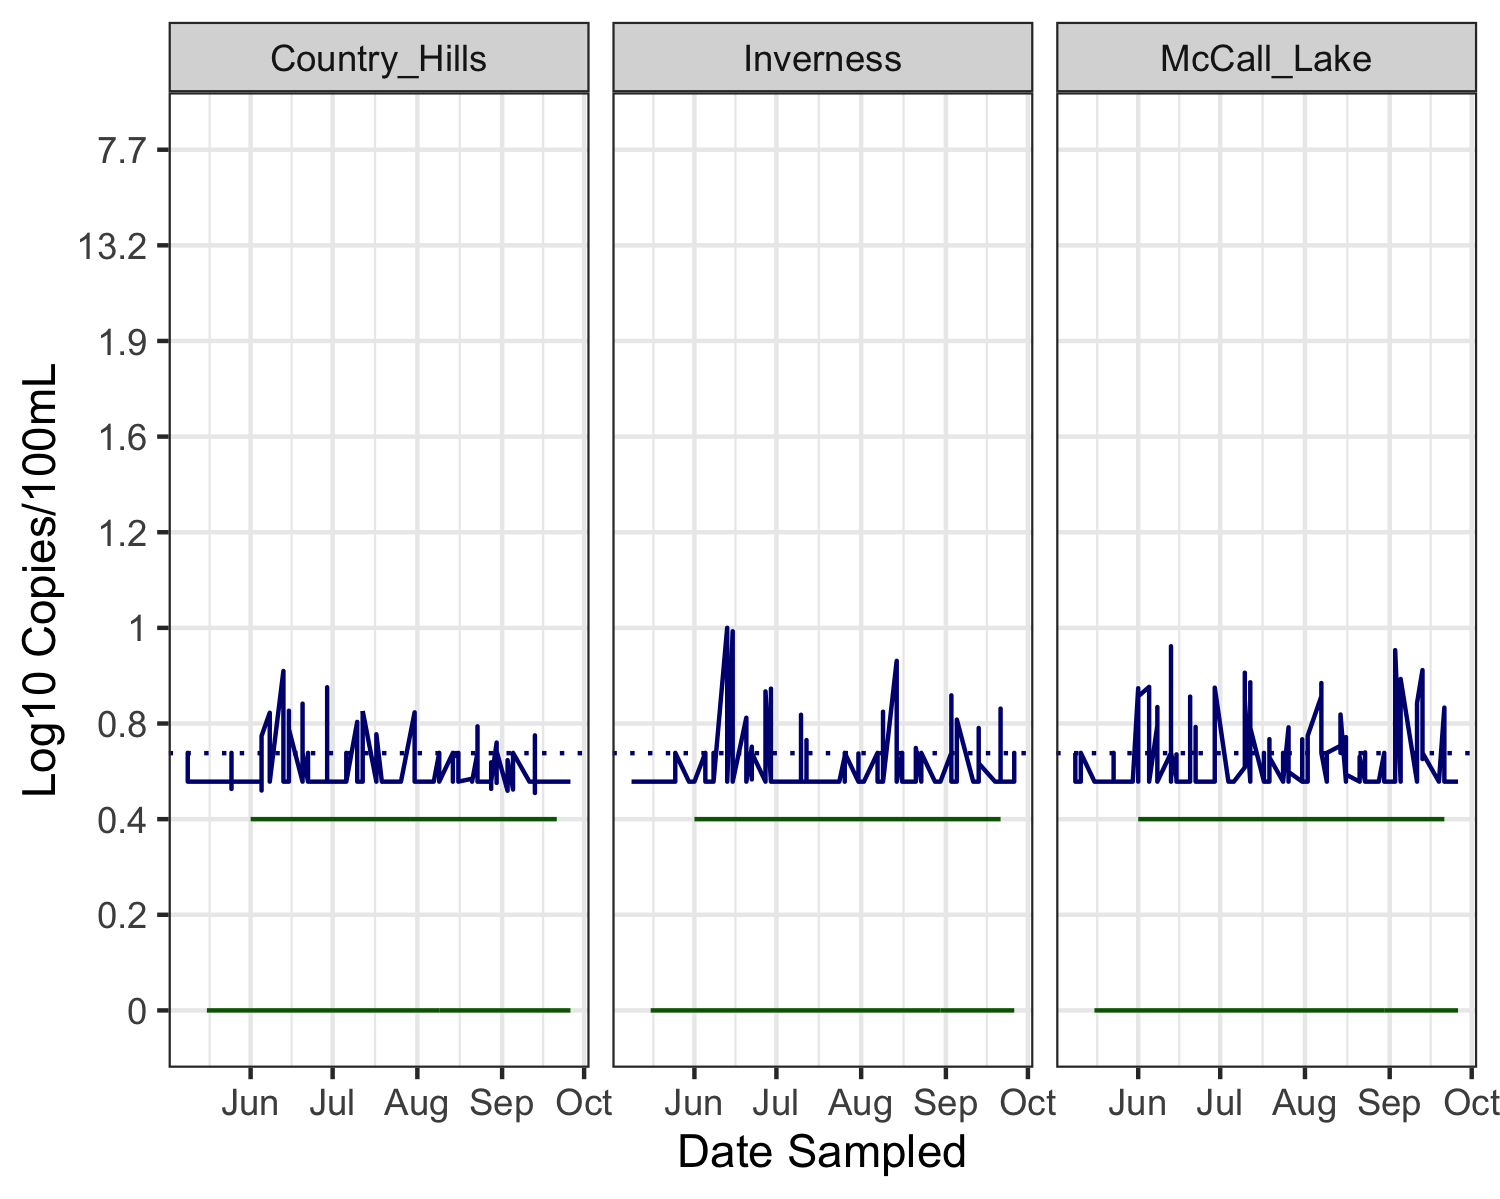 Country_Hills Inverness McCall_Lake
7.7
13.2
1.9
1.6
1.2
1
0.8
0.4
0.2
0
Log10 Copies/100mL
Jun Jul Aug Sep Oct Jun Jul Aug Sep Oct Jun Jul Aug Sep Oct
Date Sampled